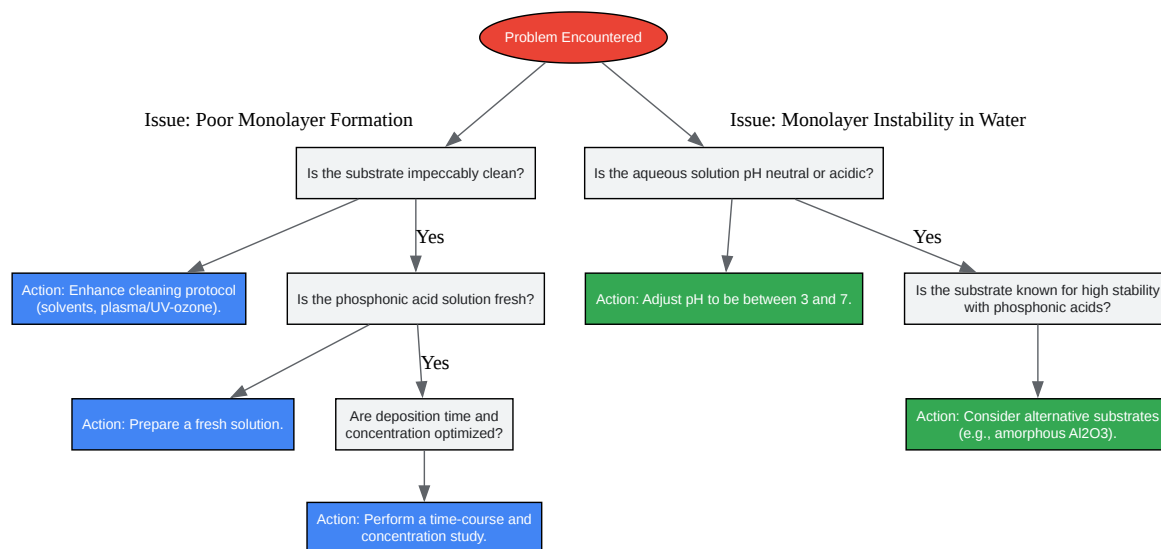 Problem Encountered
Issue: Poor Monolayer Formation
Issue: Monolayer Instability in Water
Is the substrate impeccably clean?
Is the aqueous solution pH neutral or acidic?
Yes
Yes
Action: Enhance cleaning protocol
(solvents, plasma/UV-ozone).
Is the phosphonic acid solution fresh?
Action: Adjust pH to be between 3 and 7.
Is the substrate known for high stability
with phosphonic acids?
Yes
Action: Prepare a fresh solution.
Are deposition time and
concentration optimized?
Action: Consider alternative substrates
(e.g., amorphous Al2O3).
Action: Perform a time-course and
concentration study.